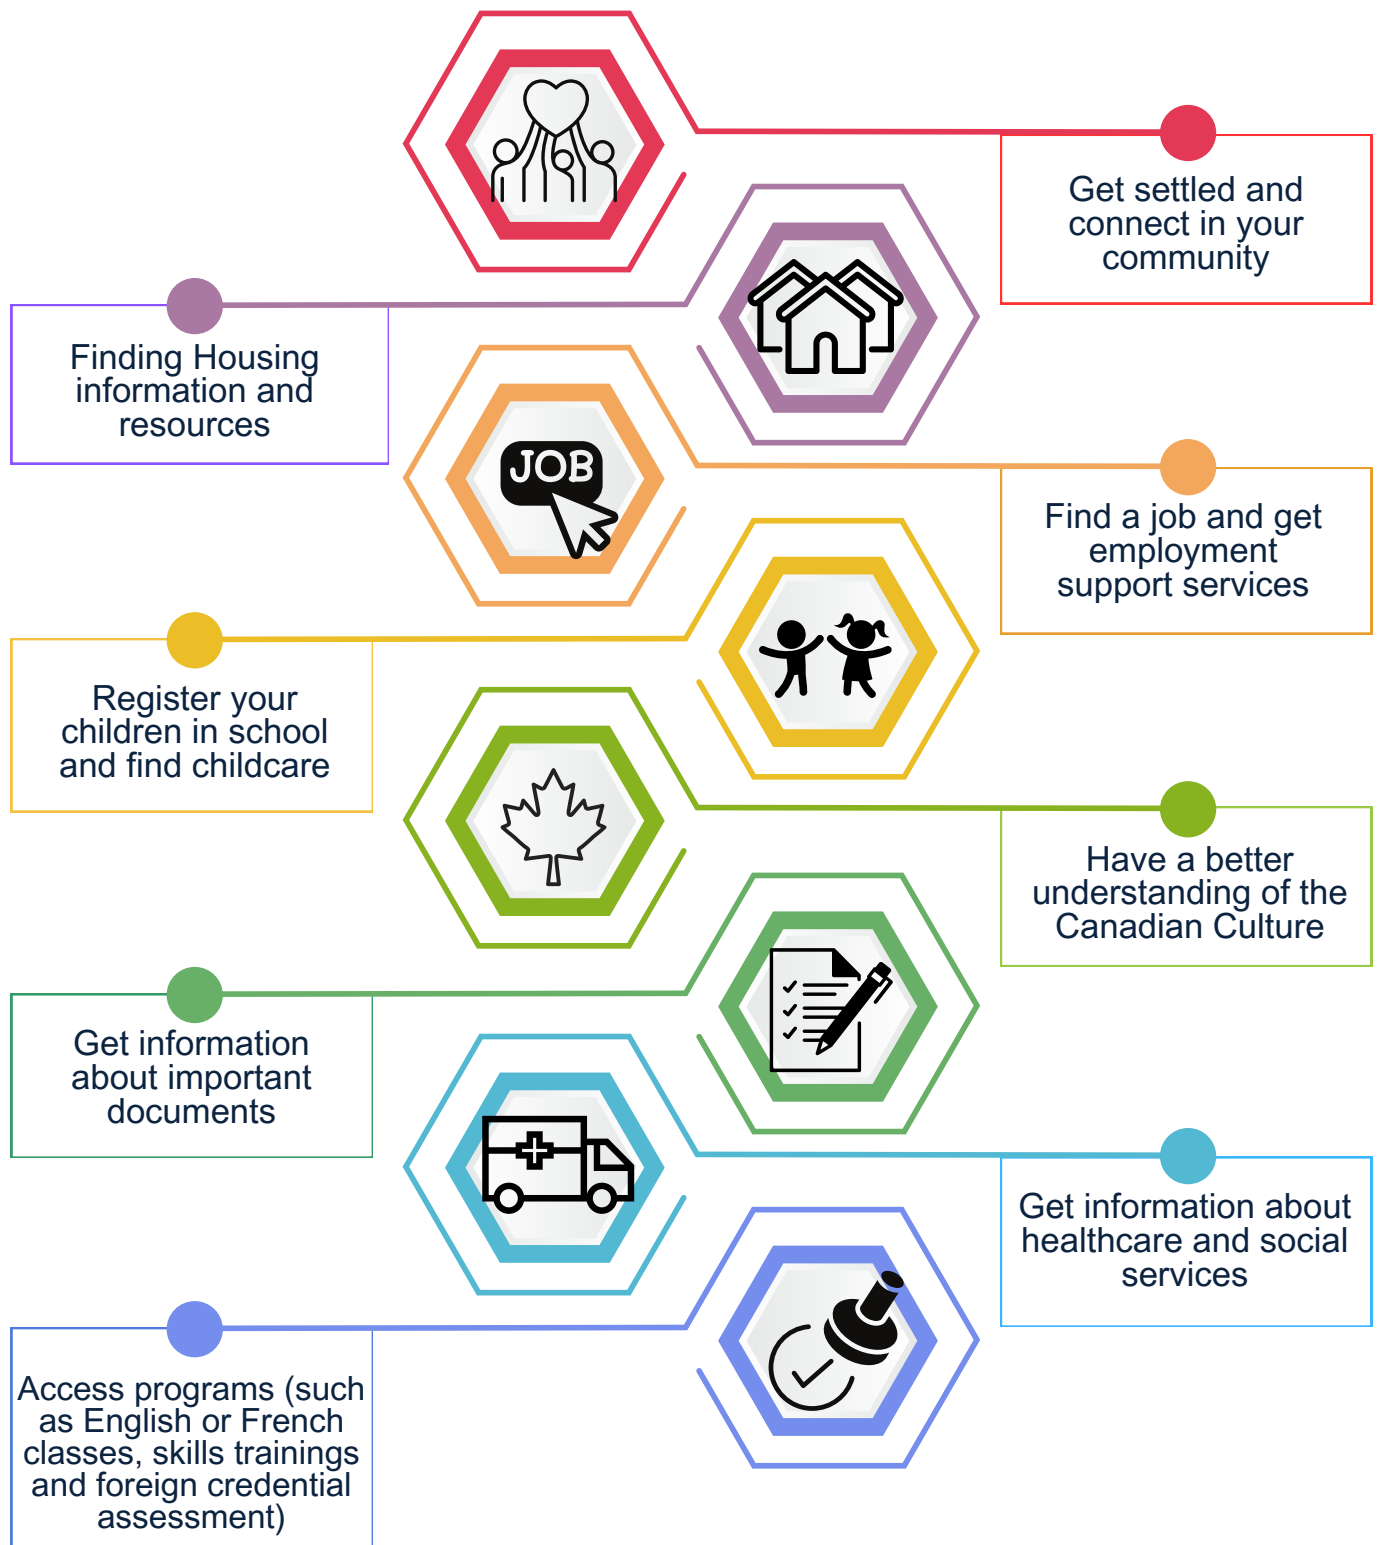 Get settled and
connect in your
community
Finding Housing
information and
resources
JOB
Find a job and get
employment
support services
Register your
children in school
and find childcare
Have a better
understanding of the
Canadian Culture
Get information
about important
documents
Get information about
healthcare and social
services
Access programs (such
as English or French
classes, skills trainings
and foreign credential
assessment)